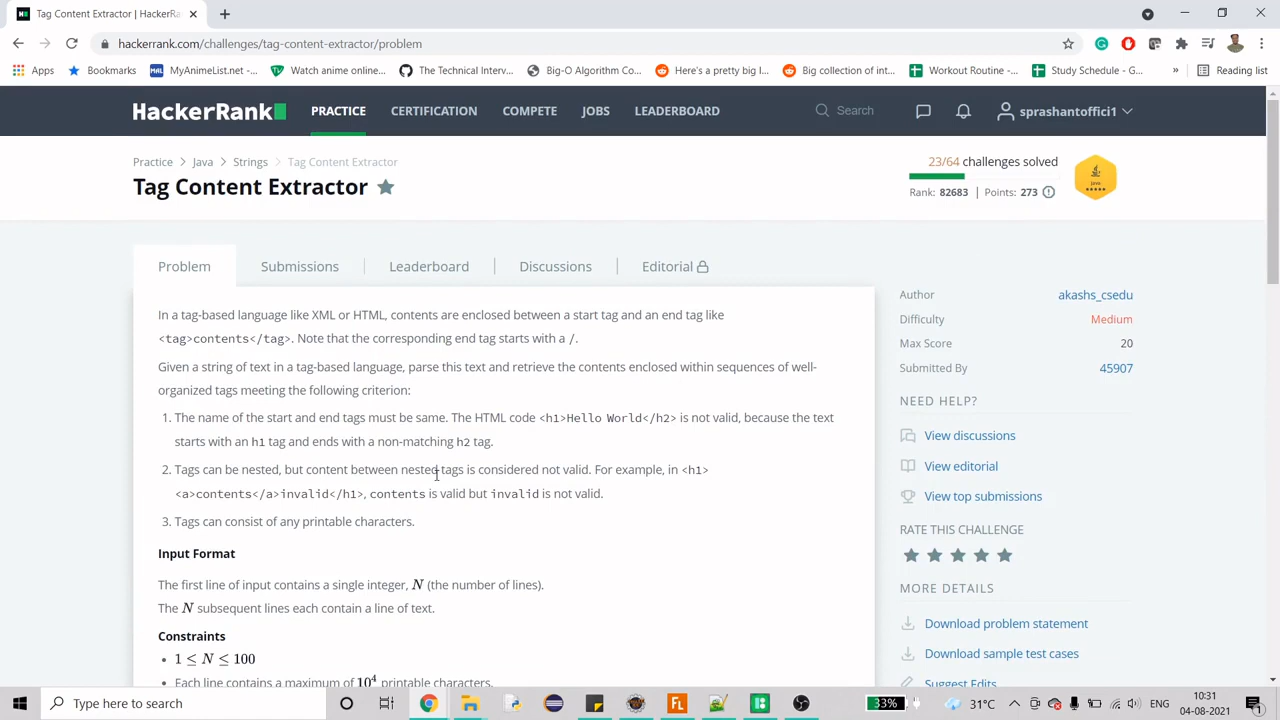 Tag Content Extractor | HackerRa
hackerrank.com/challenges/tag-content-extractor/problem
Apps
Bookmarks
MyAnimeList.net -...
Watch anime online...
The Technical Interv...
Big-O Algorithm Co...
Here's a pretty big l...
Big collection of int...
Workout Routine -...
Study Schedule - G...
»
Reading list
HackerRank
PRACTICE
CERTIFICATION
COMPETE
JOBS
LEADERBOARD
Search
sprashantoffici1
Practice > Java > Strings > Tag Content Extractor
Tag Content Extractor
23/64 challenges solved
Rank: 82683 | Points: 273
Java
Problem
Submissions
Leaderboard
Discussions
Editorial
In a tag-based language like XML or HTML, contents are enclosed between a start tag and an end tag like
<tag>contents</tag>. Note that the corresponding end tag starts with a /.
Given a string of text in a tag-based language, parse this text and retrieve the contents enclosed within sequences of well-
organized tags meeting the following criterion:
1. The name of the start and end tags must be same. The HTML code <h1>Hello World</h2> is not valid, because the text
starts with an h1 tag and ends with a non-matching h2 tag.
2. Tags can be nested, but content between nested tags is considered not valid. For example, in <h1>
<a>contents</a>invalid</h1>, contents is valid but invalid is not valid.
3. Tags can consist of any printable characters.
Input Format
The first line of input contains a single integer, N (the number of lines).
The N subsequent lines each contain a line of text.
Constraints
• 1 ≤ N ≤ 100
• Each line contains a maximum of 10⁴ printable characters.
Author
akashs_csedu
Difficulty
Medium
Max Score
20
Submitted By
45907
NEED HELP?
View discussions
View editorial
View top submissions
RATE THIS CHALLENGE
MORE DETAILS
Download problem statement
Download sample test cases
Suggest Edits
Type here to search
33%
31°C
ENG
10:31
04-08-2021